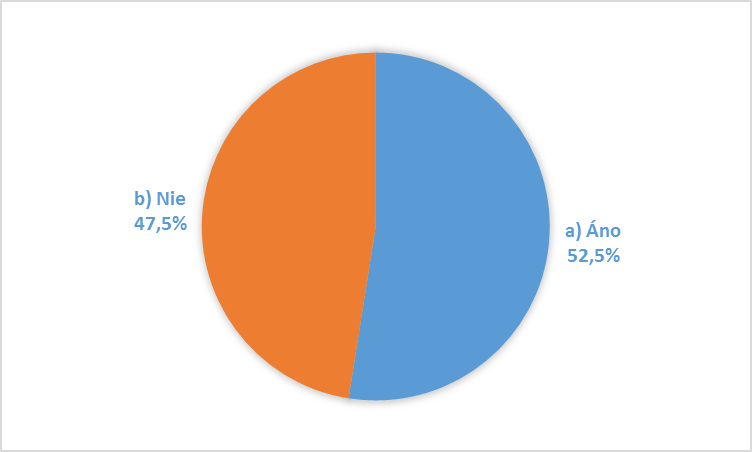 b) Nie
47,5%
a) Áno
52,5%